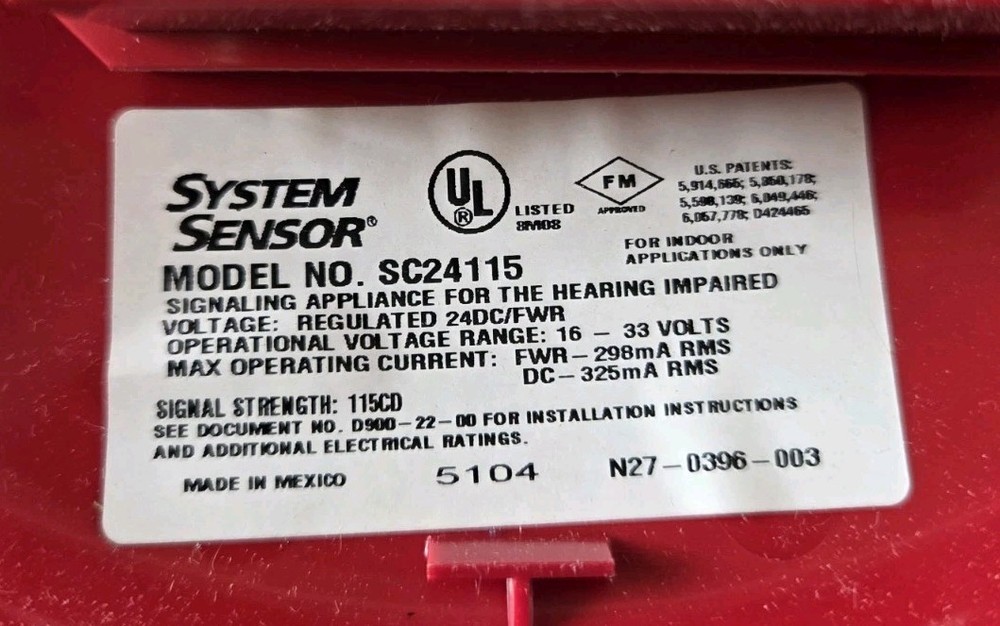 SYSTEM
SENSOR®
UL
®
LISTED
8M08
FM
APPROVED
U.S. PATENTS:
5,914,665; 5,850,178;
5,598,139; 6,049,446;
6,057,778; D424465
FOR INDOOR
APPLICATIONS ONLY
MODEL NO. SC24115
SIGNALING APPLIANCE FOR THE HEARING IMPAIRED
VOLTAGE: REGULATED 24DC/FWR
OPERATIONAL VOLTAGE RANGE: 16 – 33 VOLTS
MAX OPERATING CURRENT: FWR–298mA RMS
DC–325mA RMS
SIGNAL STRENGTH: 115CD
SEE DOCUMENT NO. D900-22-00 FOR INSTALLATION INSTRUCTIONS
AND ADDITIONAL ELECTRICAL RATINGS.
MADE IN MEXICO
5104
N27-0396-003